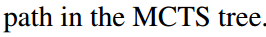 path in the MCTS tree.